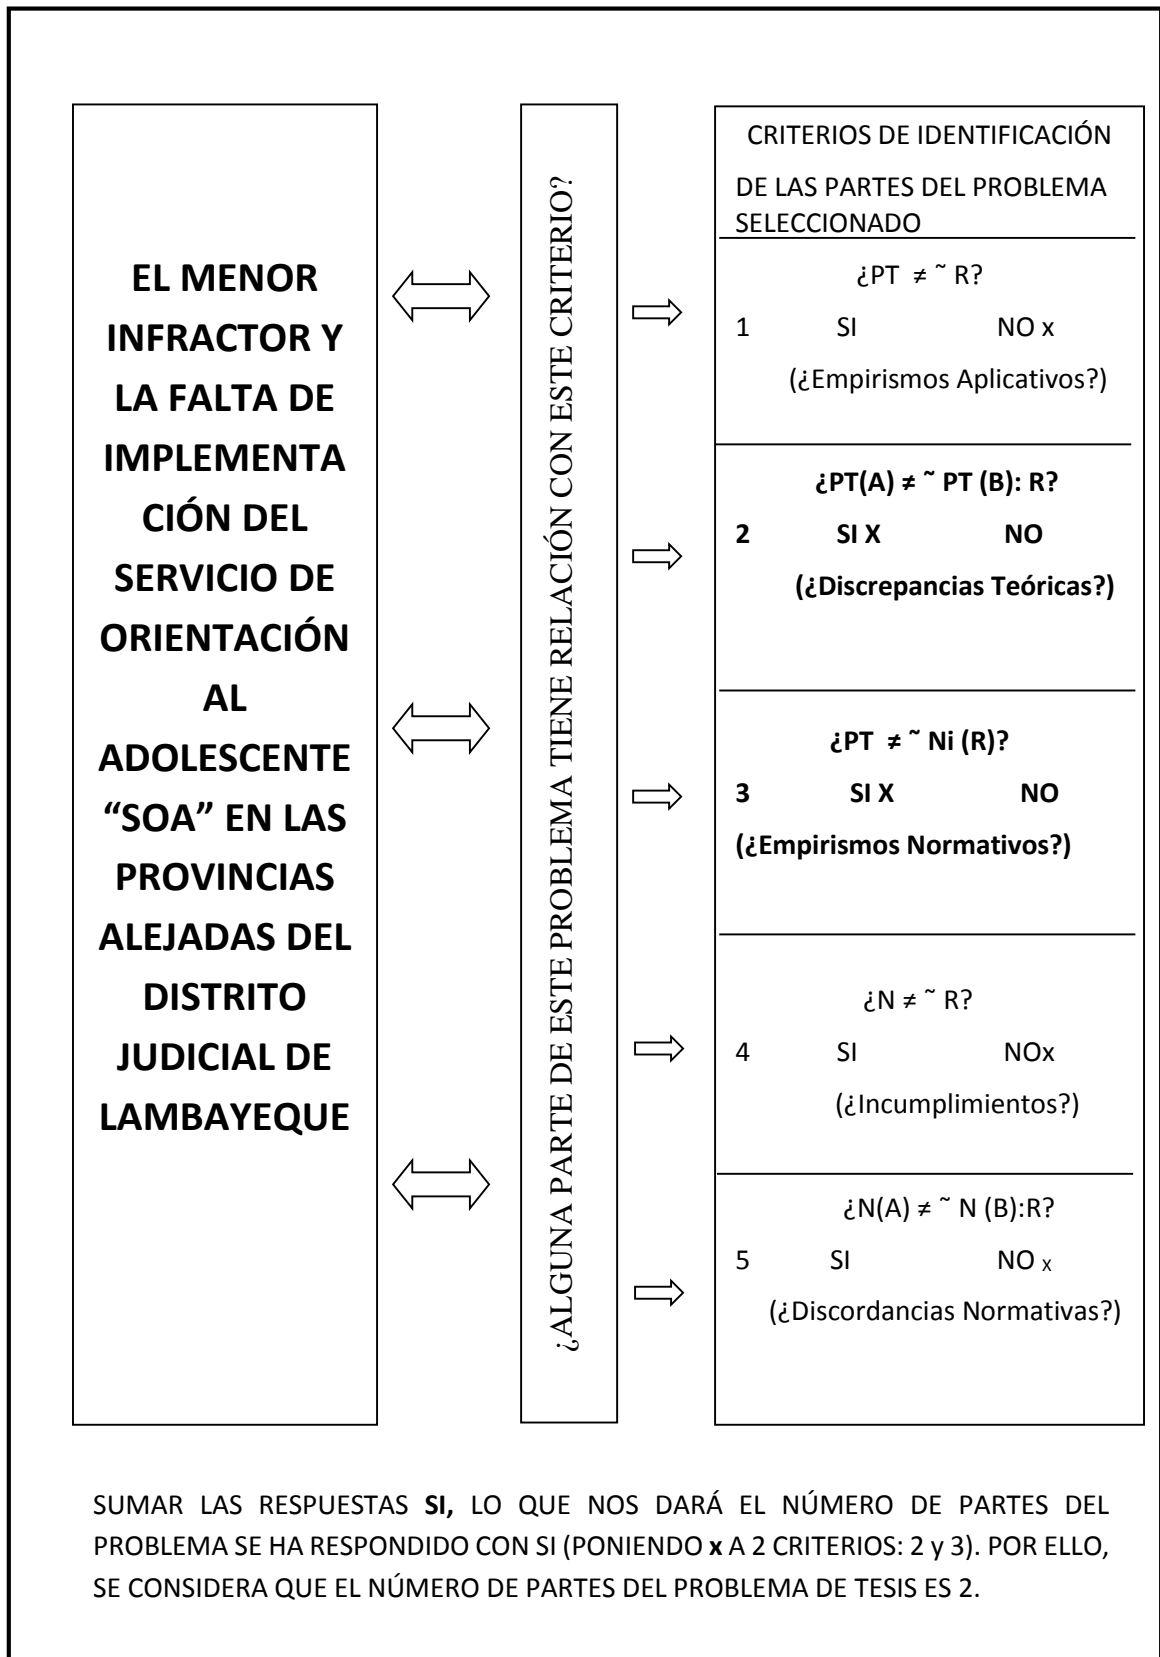 EL MENOR
INFRACTOR Y
LA FALTA DE
IMPLEMENTA
CIÓN DEL
SERVICIO DE
ORIENTACIÓN
AL
ADOLESCENTE
“SOA” EN LAS
PROVINCIAS
ALEJADAS DEL
DISTRITO
JUDICIAL DE
LAMBAYEQUE
¿ALGUNA PARTE DE ESTE PROBLEMA TIENE RELACIÓN CON ESTE CRITERIO?
CRITERIOS DE IDENTIFICACIÓN
DE LAS PARTES DEL PROBLEMA
SELECCIONADO
¿PT ≠ ˜ R?
1 SI NO x
(¿Empirismos Aplicativos?)
¿PT(A) ≠ ˜ PT (B): R?
2 SI X NO
(¿Discrepancias Teóricas?)
¿PT ≠ ˜ Ni (R)?
3 SI X NO
(¿Empirismos Normativos?)
¿N ≠ ˜ R?
4 SI NOx
(¿Incumplimientos?)
¿N(A) ≠ ˜ N (B):R?
5 SI NO x
(¿Discordancias Normativas?)
SUMAR LAS RESPUESTAS SI, LO QUE NOS DARÁ EL NÚMERO DE PARTES DEL
PROBLEMA SE HA RESPONDIDO CON SI (PONIENDO x A 2 CRITERIOS: 2 y 3). POR ELLO,
SE CONSIDERA QUE EL NÚMERO DE PARTES DEL PROBLEMA DE TESIS ES 2.